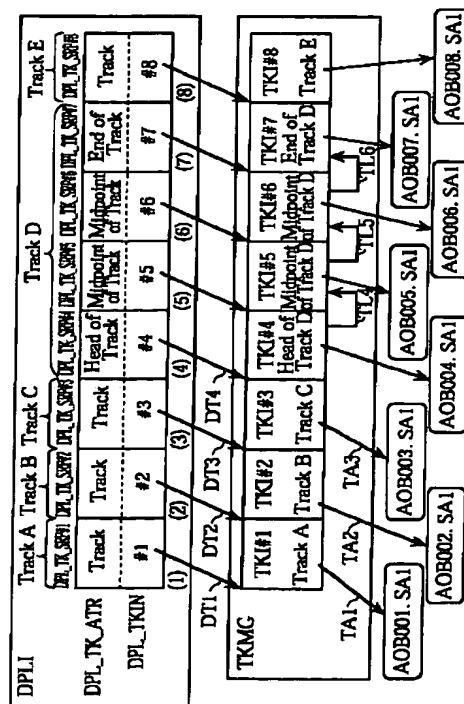 DPLI
Track A Track B Track C Track D Track E
DPL_TK_SRP#1 DPL_TK_SRP#2 DPL_TK_SRP#3 DPL_TK_SRP#4 DPL_TK_SRP#5 DPL_TK_SRP#6 DPL_TK_SRP#7 DPL_TK_SRP#8
DPL_TK_ATR
Track Track Track Head of Track Midpoint of Track Midpoint of Track End of Track Track
DPL_TKIN
#1 #2 #3 #4 #5 #6 #7 #8
(1) (2) (3) (4) (5) (6) (7) (8)
DT1 DT2 DT3 DT4
TKMG
TKI#1 TKI#2 TKI#3 TKI#4 TKI#5 TKI#6 TKI#7 TKI#8
Track A Track B Track C Head of Track D Midpoint of Track D Midpoint of Track D End of Track D Track E
TL4 TL5 TL6
TA1 TA2 TA3
AOB001. SA1 AOB003. SA1 AOB005. SA1 AOB007. SA1
AOB002. SA1 AOB004. SA1 AOB006. SA1 AOB008. SA1